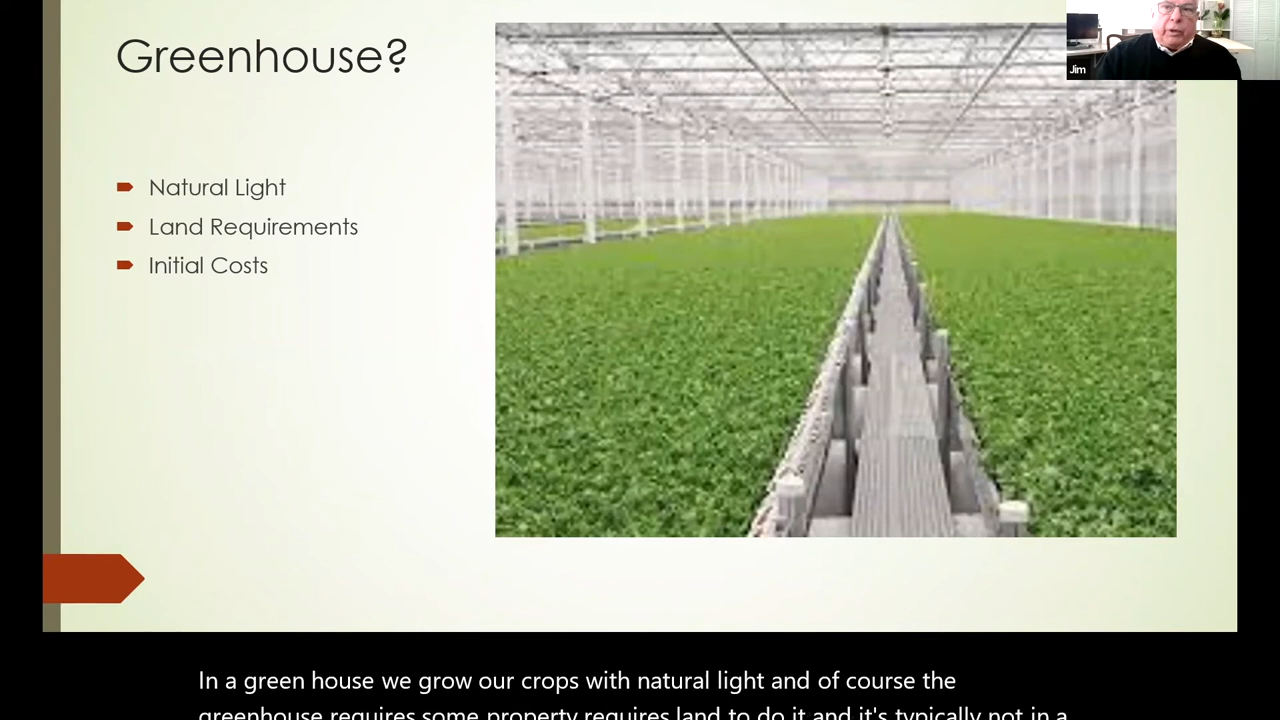 Greenhouse?
Jim
Natural Light
Land Requirements
Initial Costs
In a green house we grow our crops with natural light and of course the
greenhouse requires some property requires land to do it and it's typically not in a